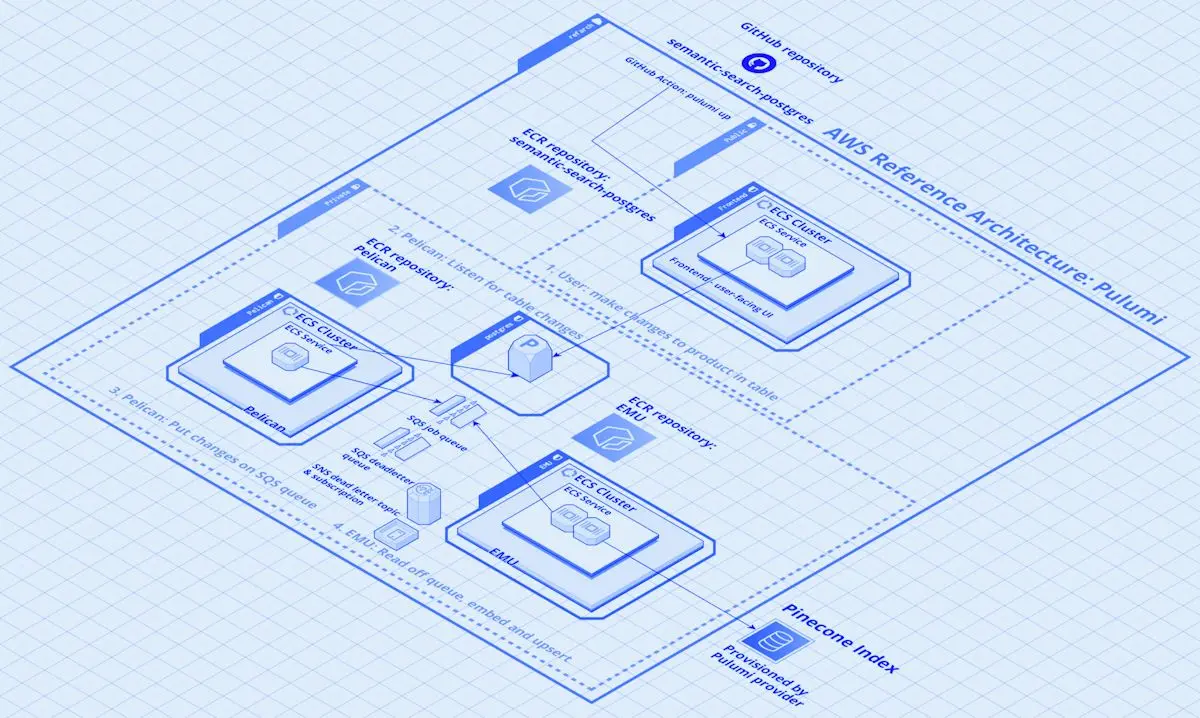 GitHub repository
semantic-search-postgres
refarch
GitHub Action: pulumi up
AWS Reference Architecture: Pulumi
Public
ECR repository:
semantic-search-postgres
Frontend
ECS Cluster
ECS Service
Frontend: user-facing UI
Private
1. User: make changes to product in table
2. Pelican: Listen for table changes
ECR repository:
Pelican
Pelican
ECS Cluster
ECS Service
Pelican
postgres
P
3. Pelican: Put changes on SQS queue
SQS job queue
SQS deadletter
queue
SNS dead letter topic
& subscription
ECR repository:
EMU
EMU
ECS Cluster
ECS Service
EMU
4. EMU: Read off queue, embed and upsert
Pinecone Index
Provisioned by
Pulumi provider